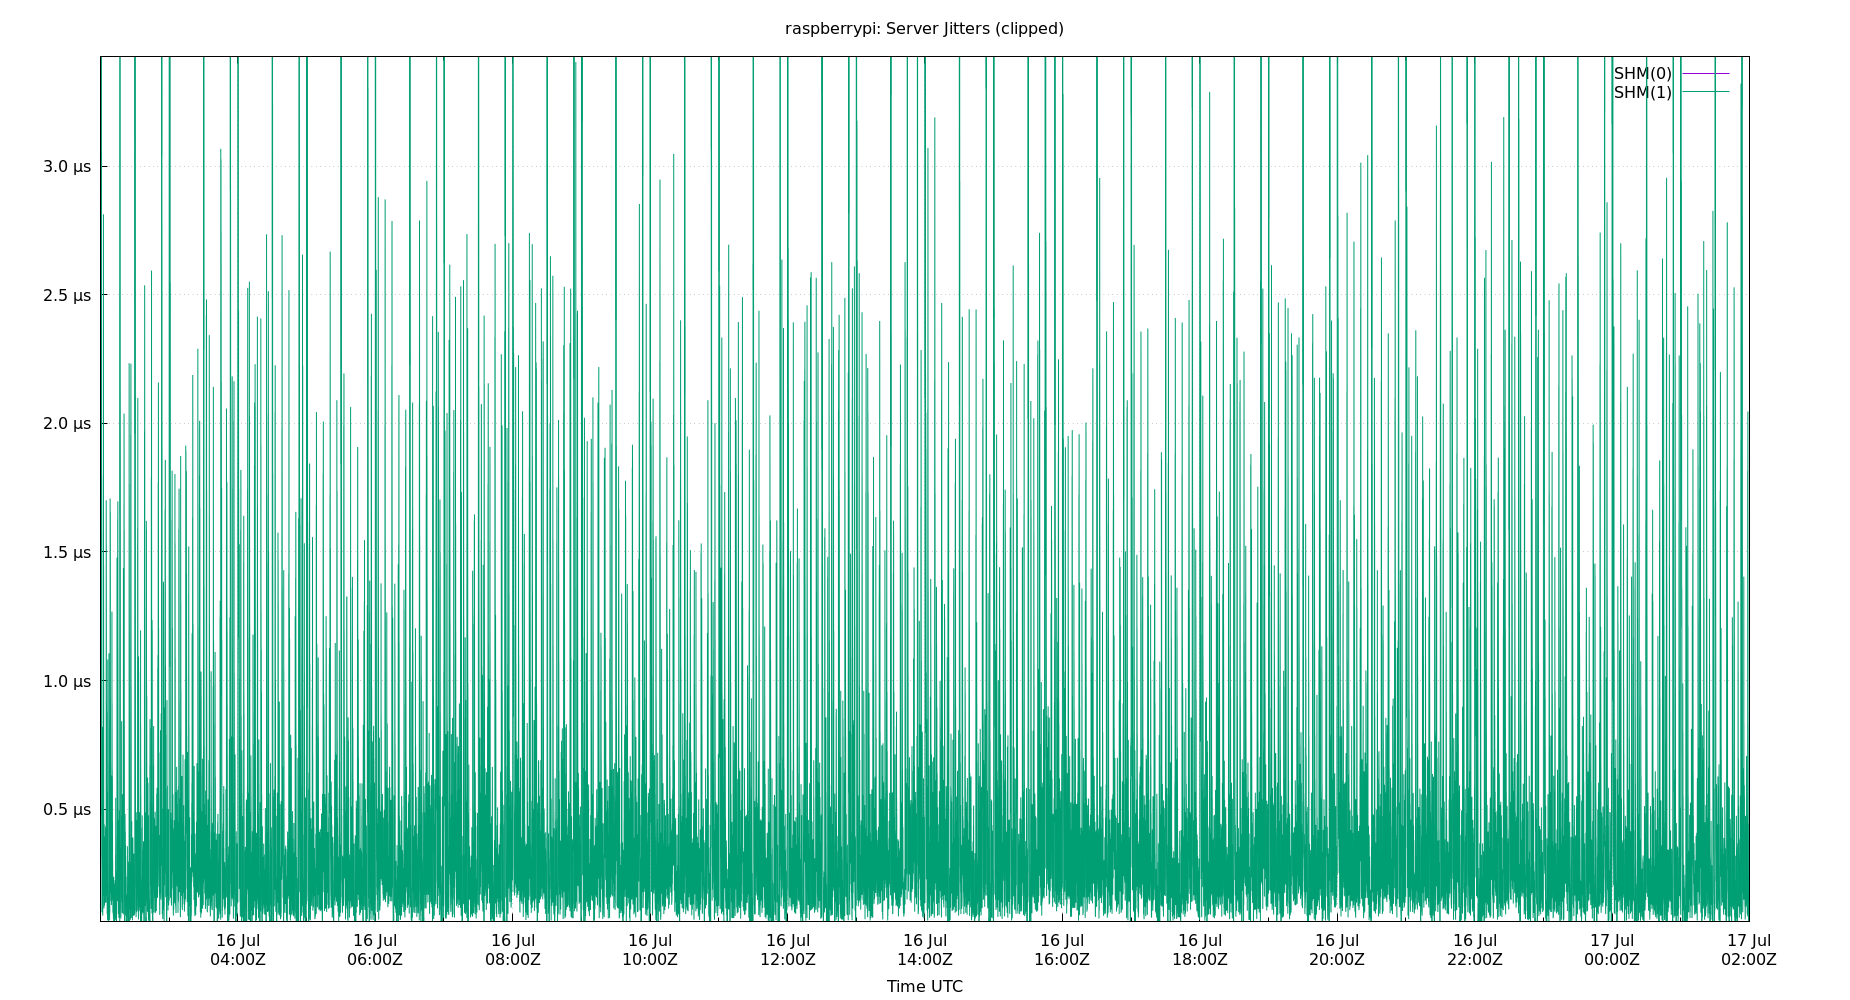 raspberrypi: Server Jitters (clipped)
SHM(0)
SHM(1)
3.0 μs
2.5 μs
2.0 μs
1.5 μs
1.0 μs
0.5 μs
16 Jul 16 Jul 16 Jul 16 Jul 16 Jul 16 Jul 16 Jul 16 Jul 16 Jul 16 Jul 17 Jul 17 Jul
04:00Z 06:00Z 08:00Z 10:00Z 12:00Z 14:00Z 16:00Z 18:00Z 20:00Z 22:00Z 00:00Z 02:00Z
Time UTC